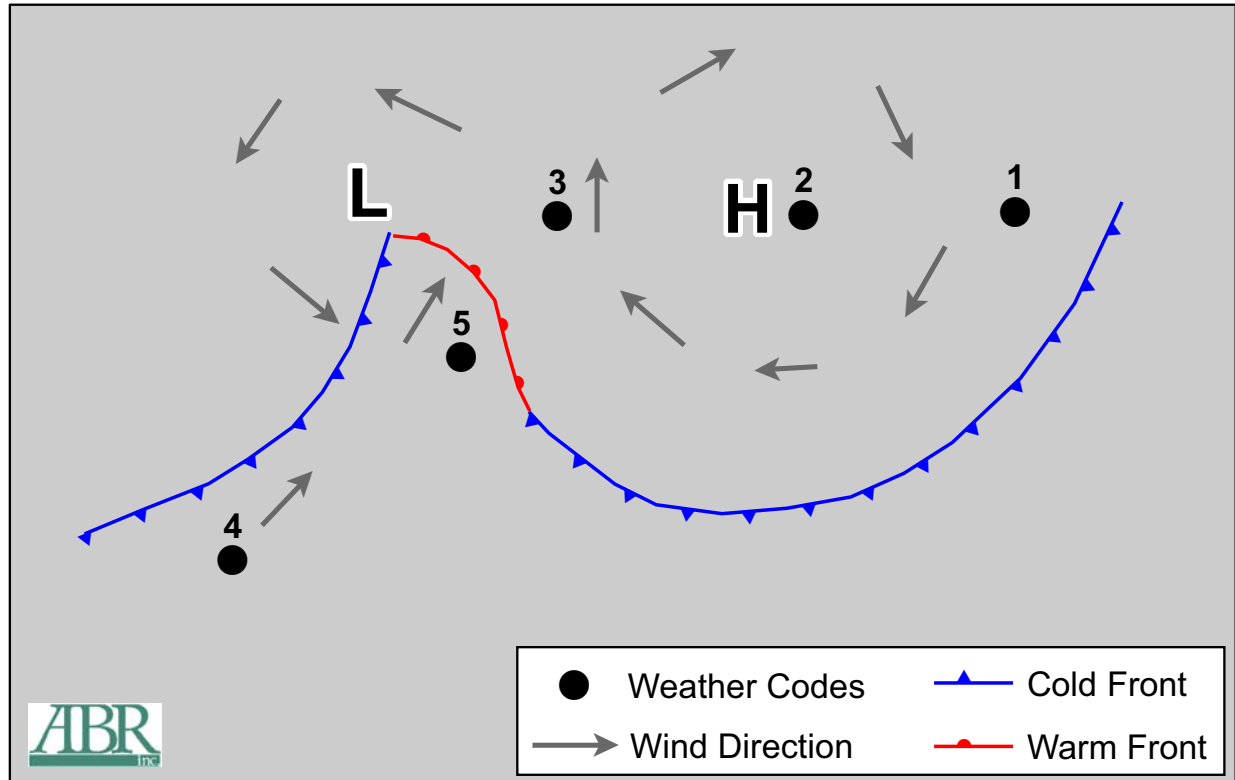 L
3
H
2
1
5
4
Weather Codes
Cold Front
Wind Direction
Warm Front
ABR
inc.